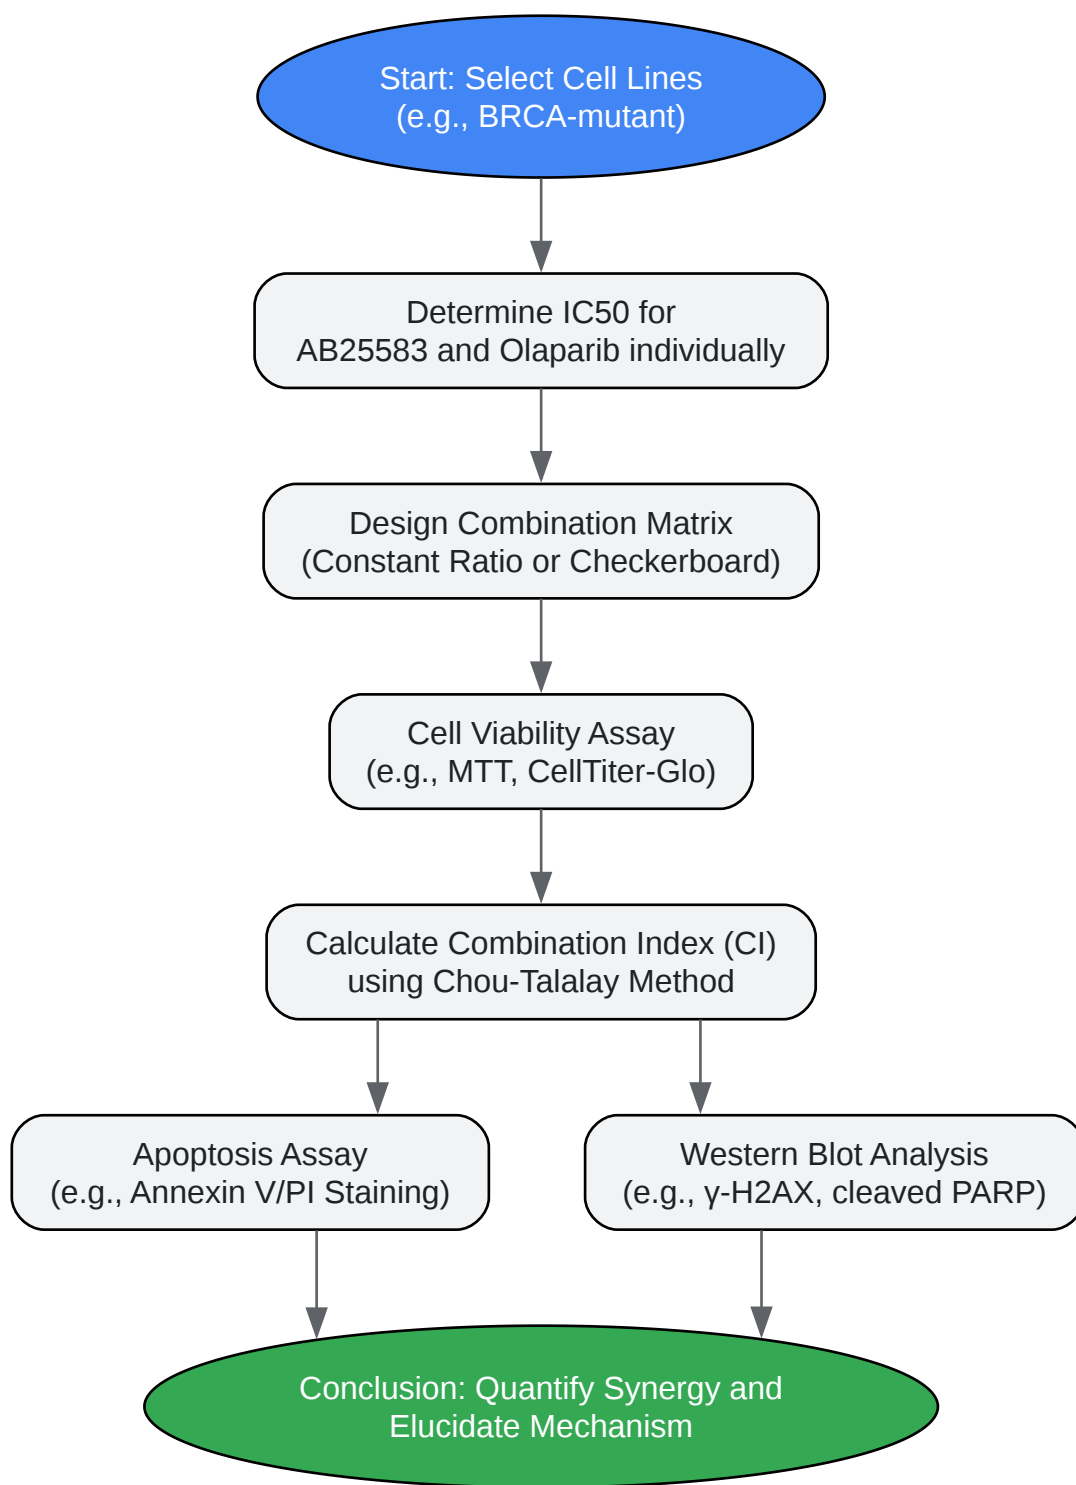 Start: Select Cell Lines
(e.g., BRCA-mutant)
Determine IC50 for
AB25583 and Olaparib individually
Design Combination Matrix
(Constant Ratio or Checkerboard)
Cell Viability Assay
(e.g., MTT, CellTiter-Glo)
Calculate Combination Index (CI)
using Chou-Talalay Method
Apoptosis Assay
(e.g., Annexin V/PI Staining)
Western Blot Analysis
(e.g., γ-H2AX, cleaved PARP)
Conclusion: Quantify Synergy and
Elucidate Mechanism